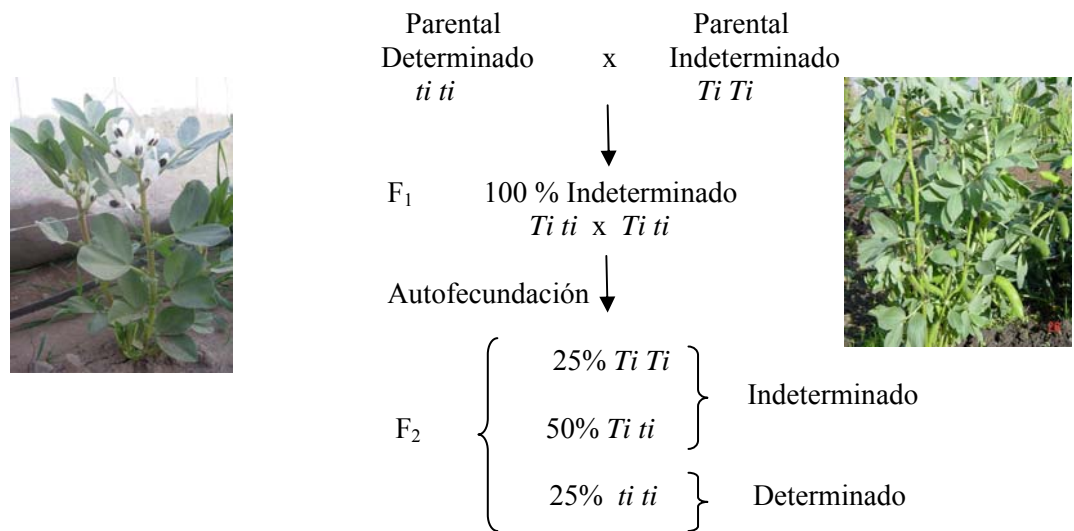 Parental Parental
Determinado x Indeterminado
ti ti Ti Ti
F₁ 100 % Indeterminado
Ti ti x Ti ti
Autofecundación
25% Ti Ti
Indeterminado
F₂ 50% Ti ti
25% ti ti Determinado